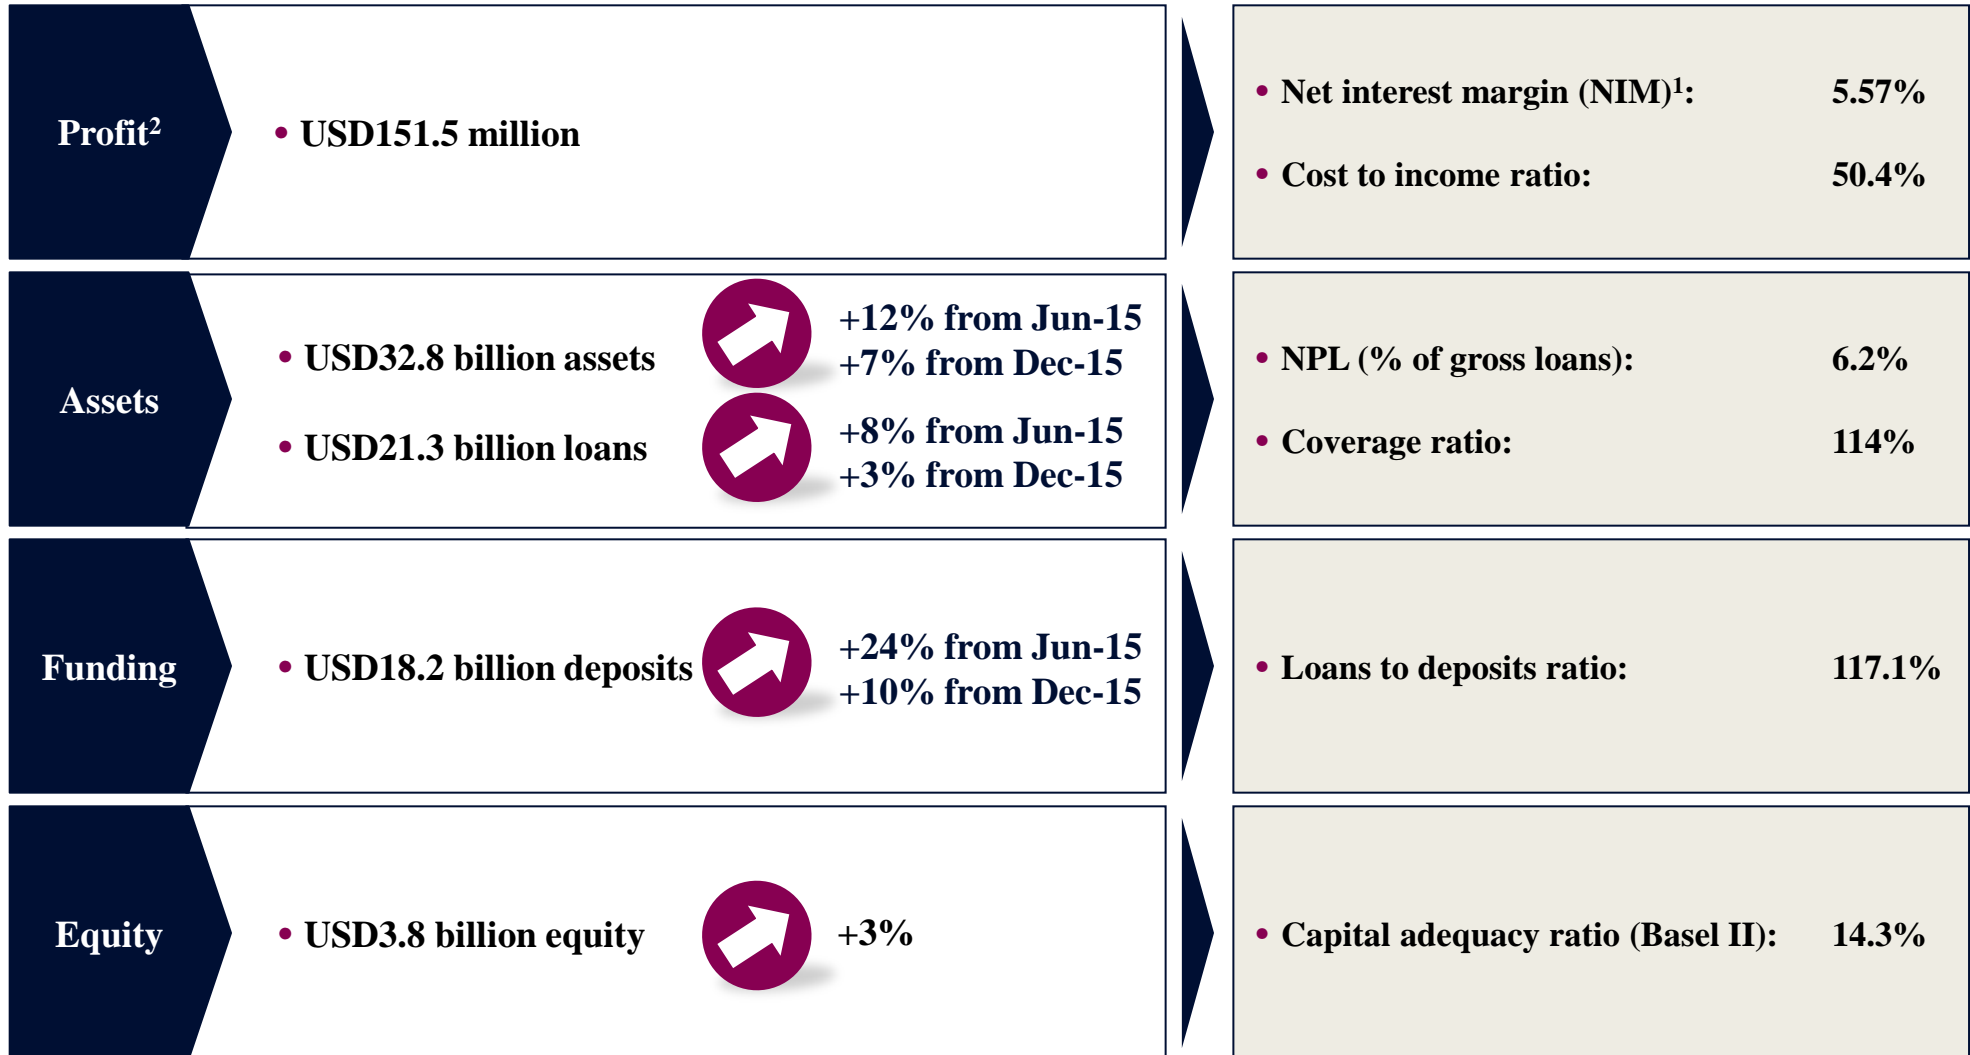 Profit²
• USD151.5 million
• Net interest margin (NIM)¹: 5.57%
• Cost to income ratio: 50.4%
Assets
• USD32.8 billion assets
+12% from Jun-15
+7% from Dec-15
• USD21.3 billion loans
+8% from Jun-15
+3% from Dec-15
• NPL (% of gross loans): 6.2%
• Coverage ratio: 114%
Funding
• USD18.2 billion deposits
+24% from Jun-15
+10% from Dec-15
• Loans to deposits ratio: 117.1%
Equity
• USD3.8 billion equity
+3%
• Capital adequacy ratio (Basel II): 14.3%